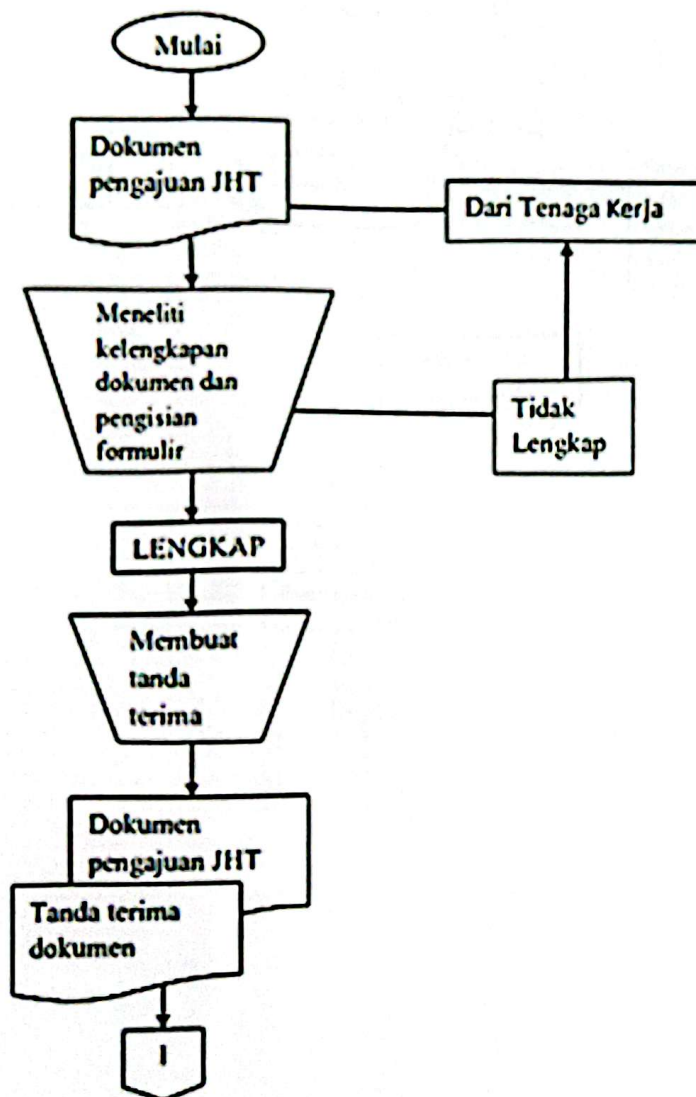 Mulai
Dokumen
pengajuan JHT
Dari Tenaga Kerja
Meneliti
kelengkapan
dokumen dan
pengisian
formulir
Tidak
Lengkap
LENGKAP
Membuat
tanda
terima
Dokumen
pengajuan JHT
Tanda terima
dokumen
1